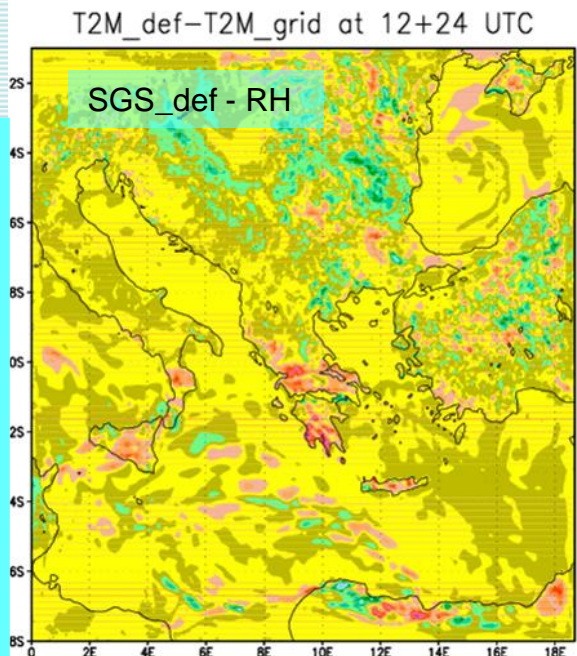 T2M_def-T2M_grid at 12+24 UTC
SGS_def - RH
2S
4S
6S
8S
0S
2S
4S
6S
8S
0 2E 4E 6E 8E 10E 12E 14E 16E 18E